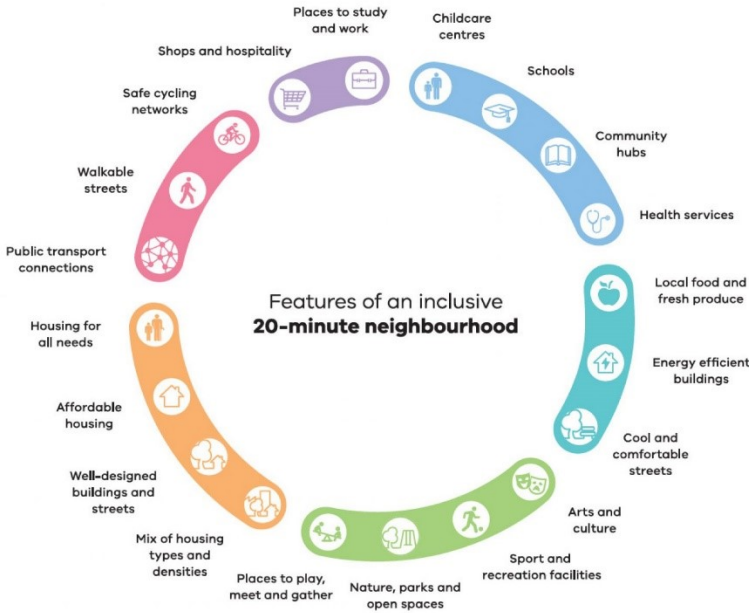 Features of an inclusive
20-minute neighbourhood
Childcare
centres
Schools
Community
hubs
Health services
Local food and
fresh produce
Energy efficient
buildings
Cool and
comfortable
streets
Arts and
culture
Sport and
recreation facilities
Nature, parks and
open spaces
Places to play,
meet and gather
Mix of housing
types and
densities
Well-designed
buildings and
streets
Affordable
housing
Housing for
all needs
Public transport
connections
Walkable
streets
Safe cycling
networks
Shops and hospitality
Places to study
and work